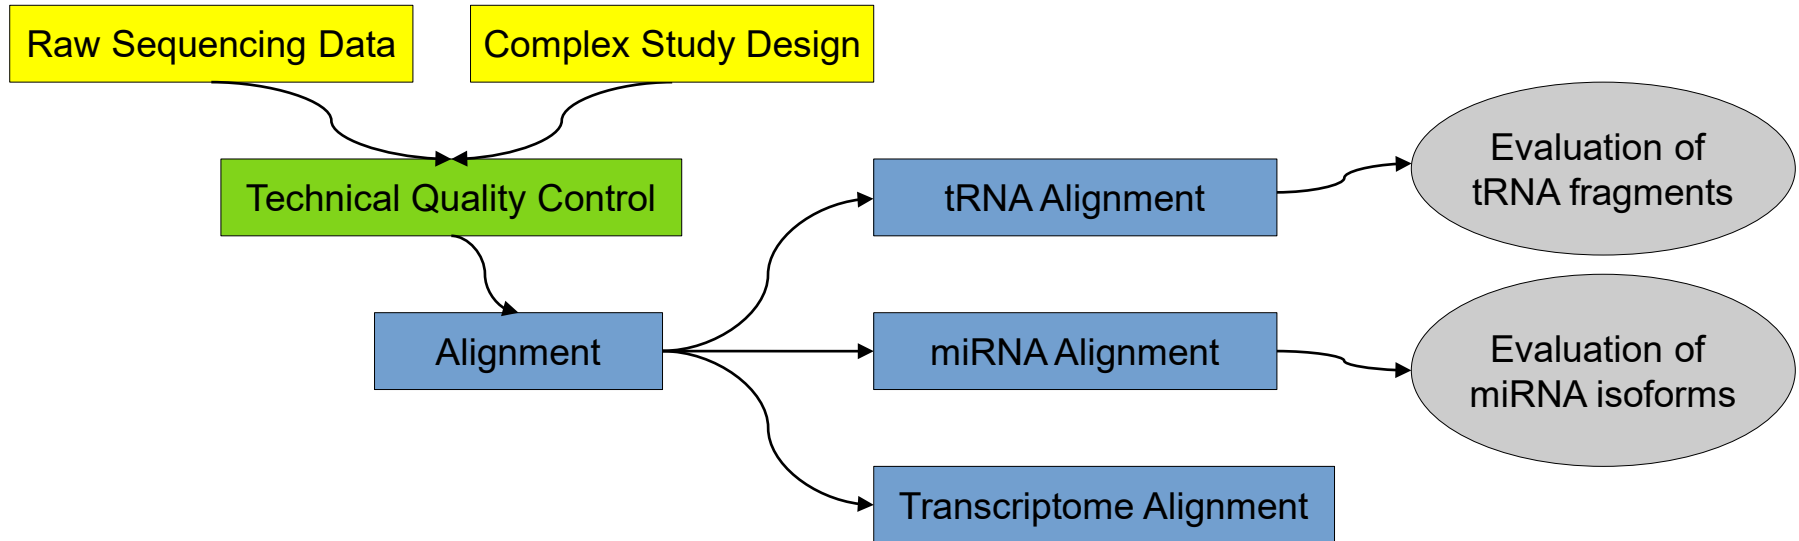 Raw Sequencing Data
Complex Study Design
Technical Quality Control
tRNA Alignment
Evaluation of
tRNA fragments
Alignment
miRNA Alignment
Evaluation of
miRNA isoforms
Transcriptome Alignment